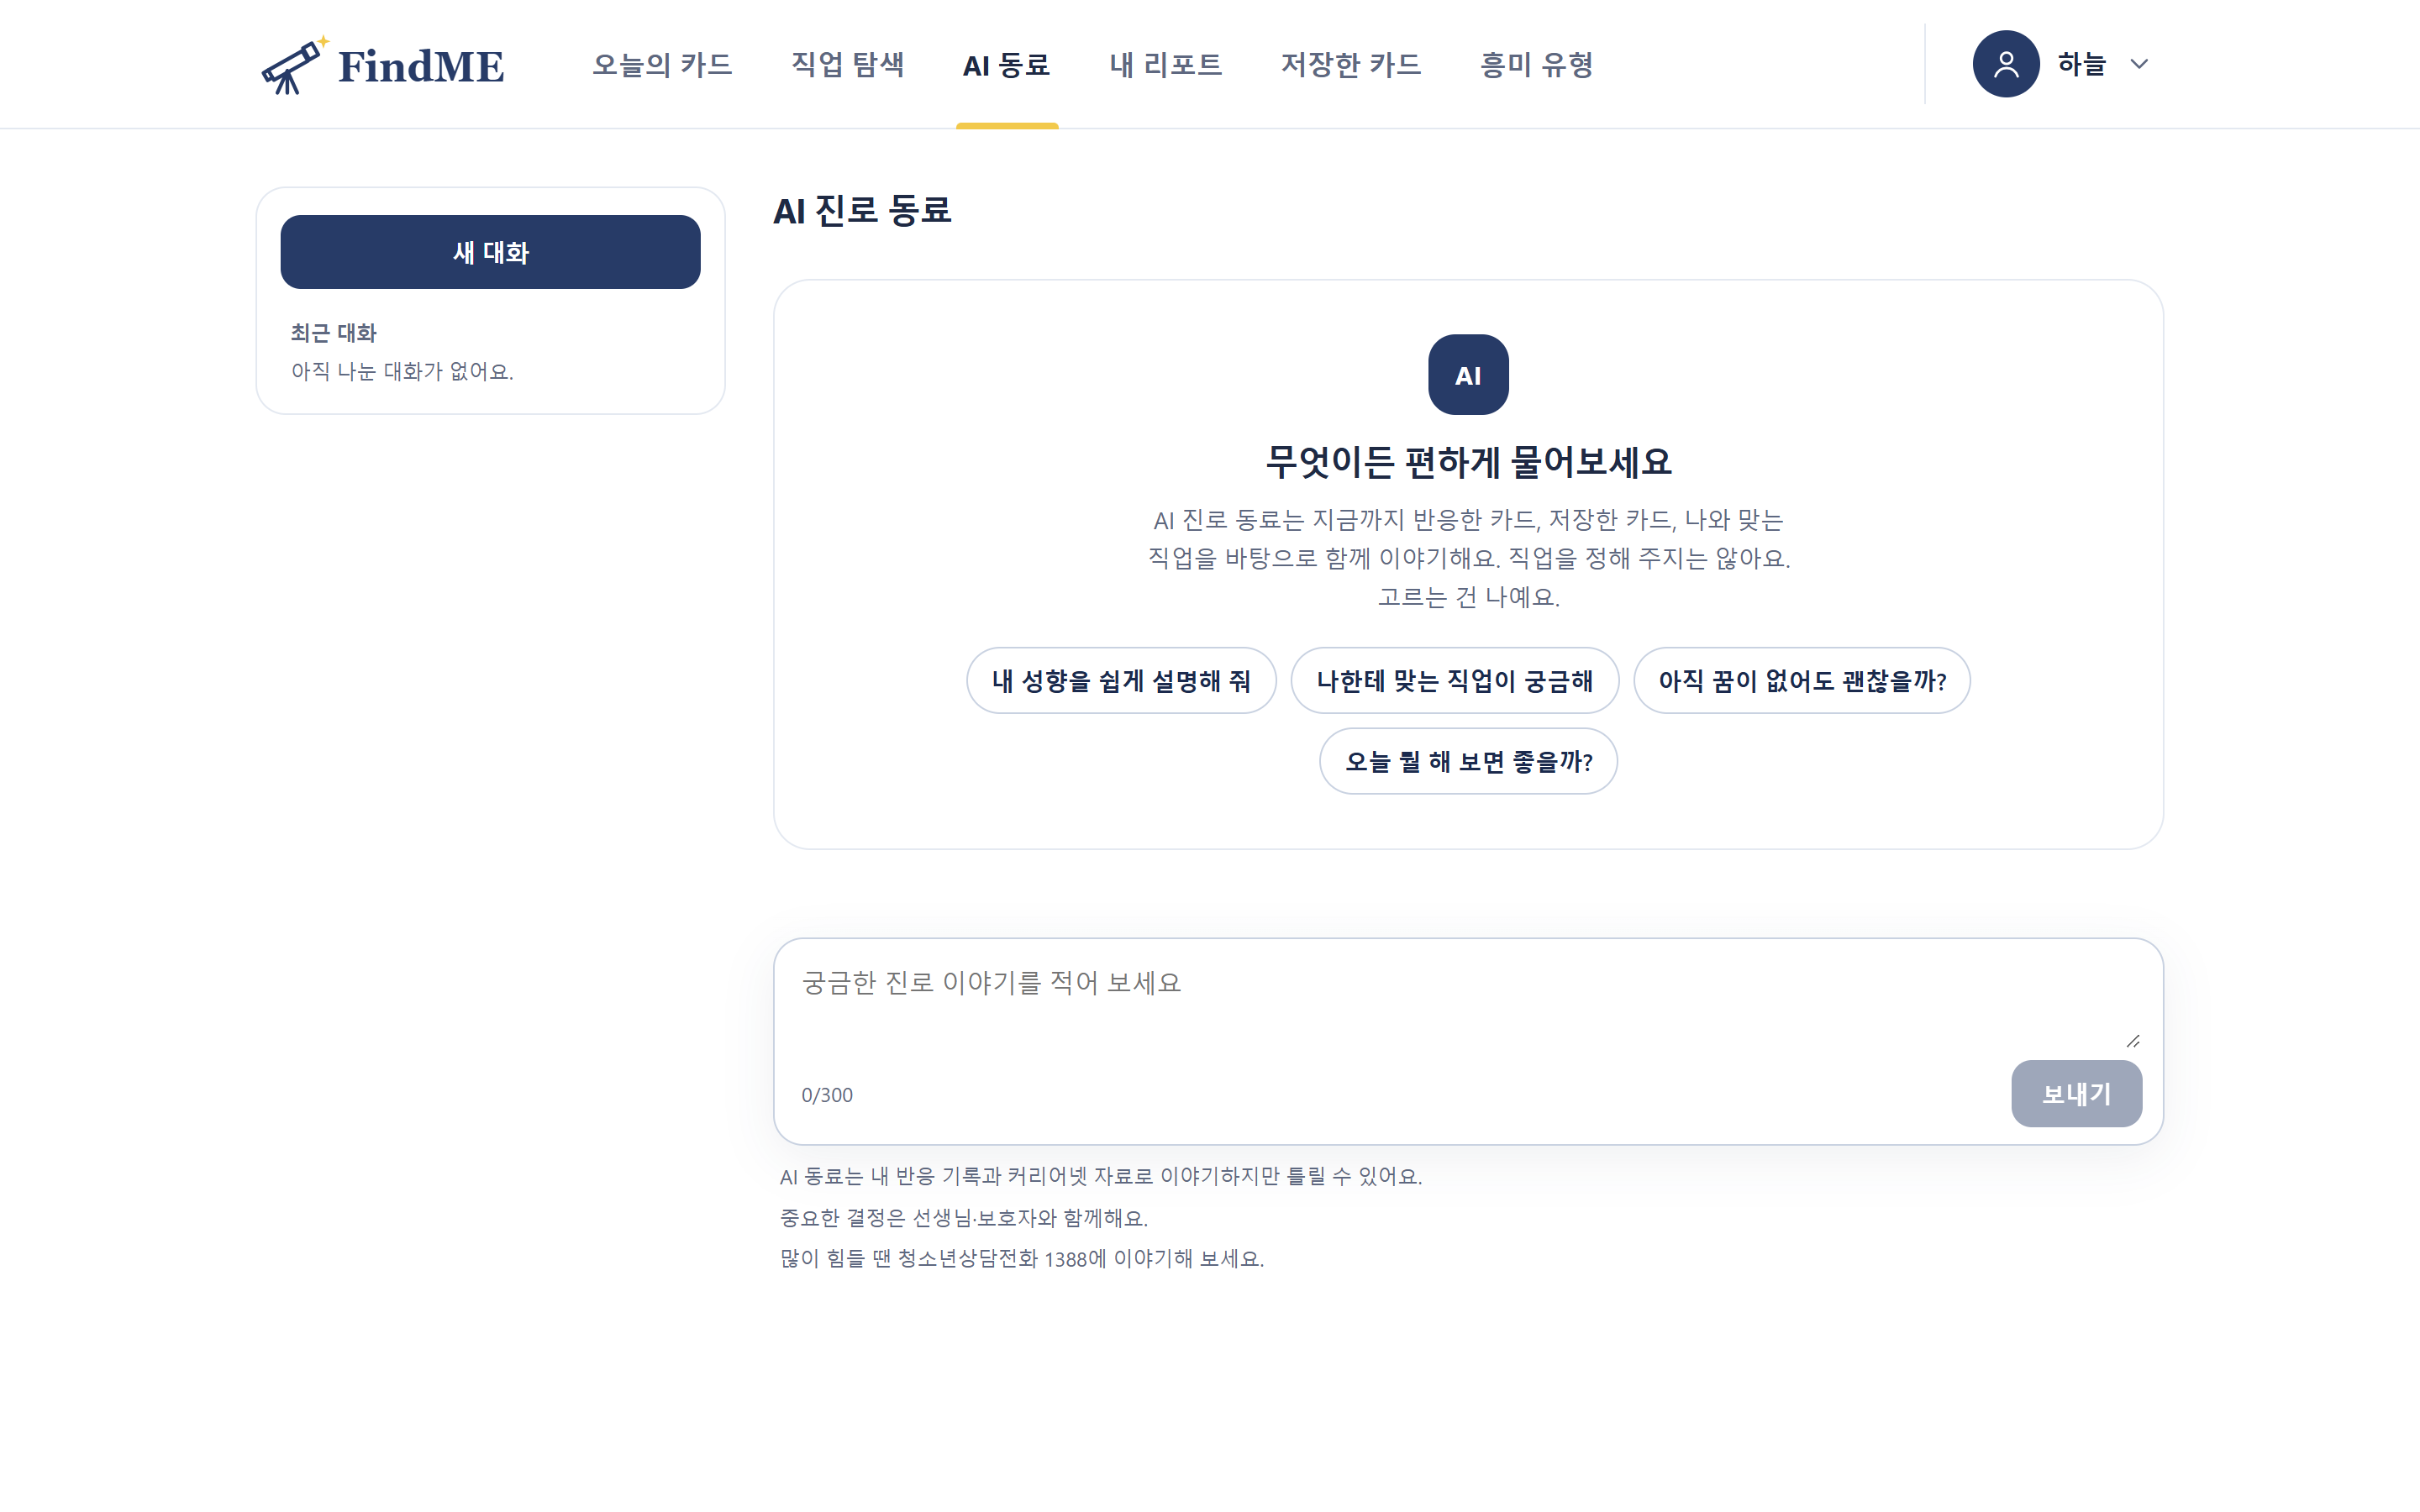 FindME
오늘의 카드
직업 탐색
AI 동료
내 리포트
저장한 카드
흥미 유형
하늘
새 대화
최근 대화
아직 나눈 대화가 없어요.
AI 진로 동료
AI
무엇이든 편하게 물어보세요
AI 진로 동료는 지금까지 반응한 카드, 저장한 카드, 나와 맞는
직업을 바탕으로 함께 이야기해요. 직업을 정해 주지는 않아요.
고르는 건 나예요.
내 성향을 쉽게 설명해 줘
나한테 맞는 직업이 궁금해
아직 꿈이 없어도 괜찮을까?
오늘 뭘 해 보면 좋을까?
궁금한 진로 이야기를 적어 보세요
0/300
보내기
AI 동료는 내 반응 기록과 커리어넷 자료로 이야기하지만 틀릴 수 있어요.
중요한 결정은 선생님·보호자와 함께해요.
많이 힘들 땐 청소년상담전화 1388에 이야기해 보세요.